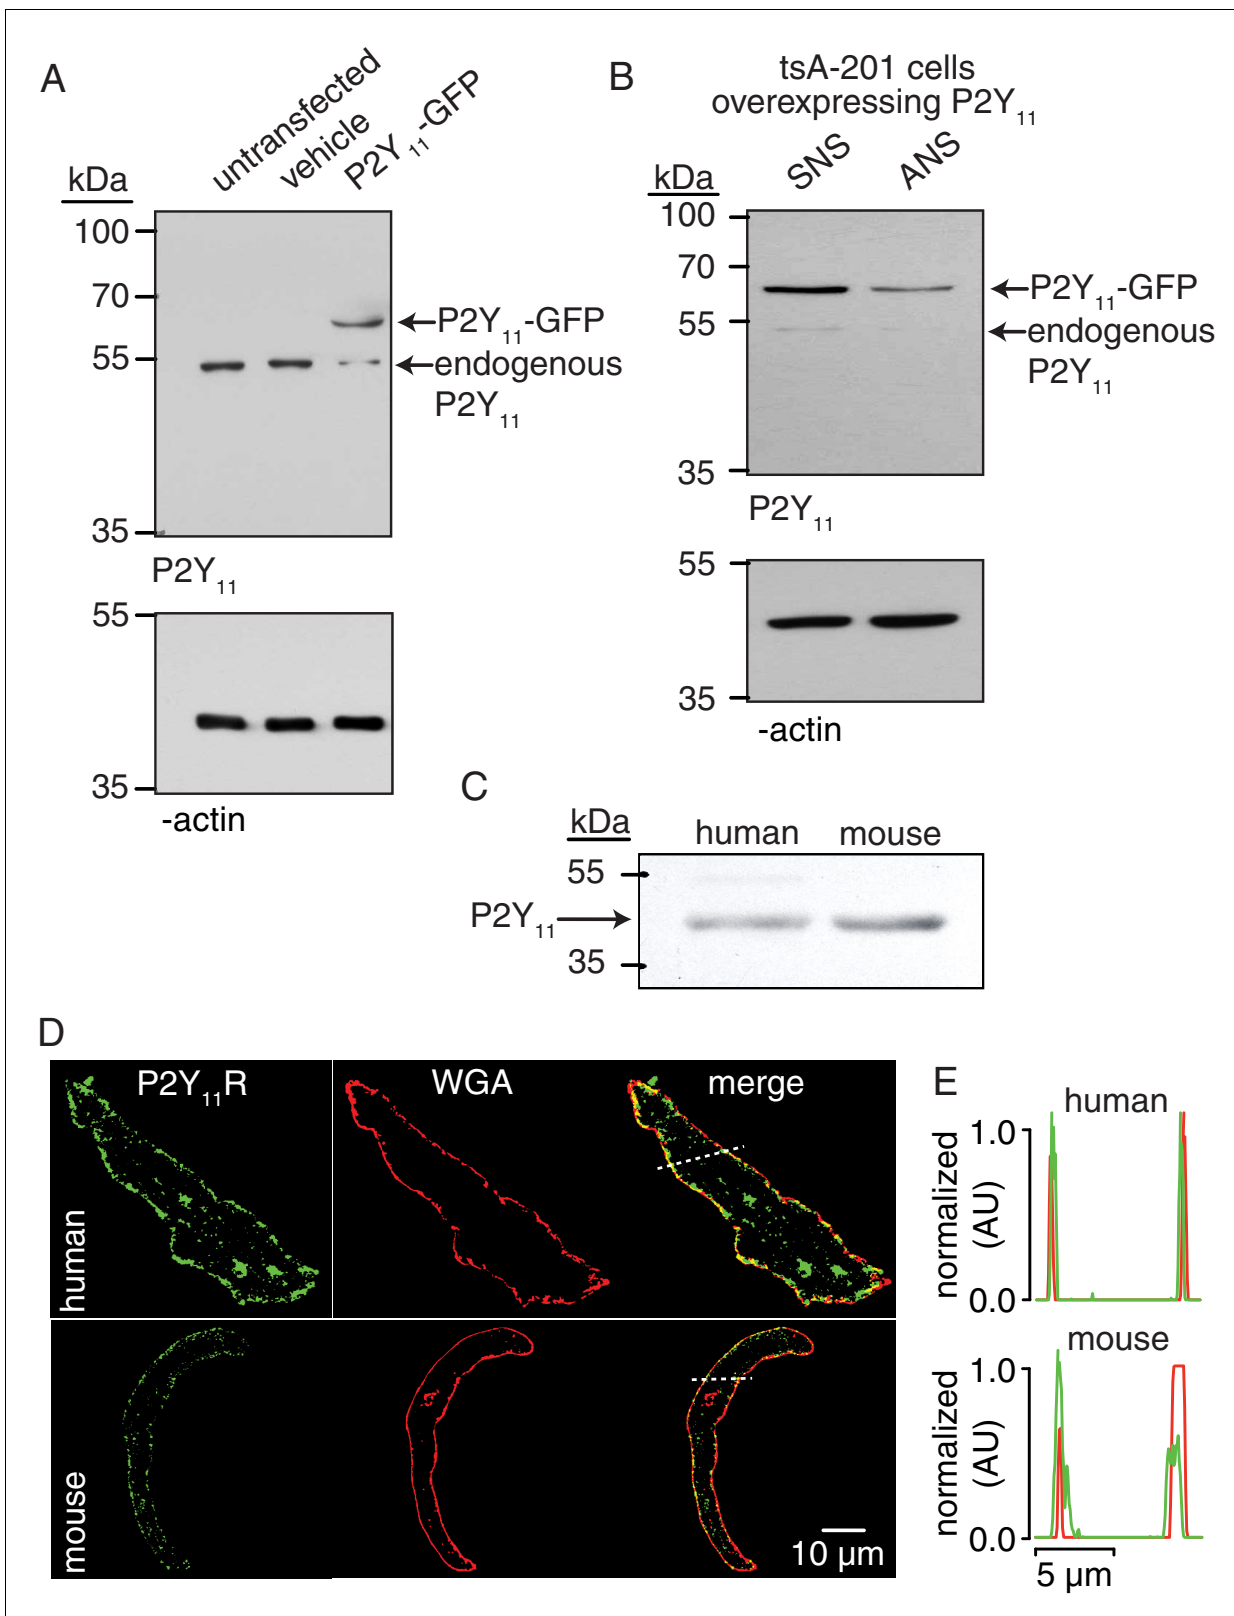 A
untransfected
vehicle
P2Y11-GFP
kDa
100
70
55
35
P2Y11-GFP
endogenous
P2Y11
P2Y11
55
35
-actin
B
tsA-201 cells
overexpressing P2Y11
SNS
ANS
kDa
100
70
55
35
P2Y11-GFP
endogenous
P2Y11
P2Y11
55
35
-actin
C
kDa
human
mouse
55
P2Y11
35
D
P2Y11R
WGA
merge
human
mouse
10 µm
E
human
normalized
(AU)
1.0
0.0
mouse
normalized
(AU)
1.0
0.0
5 µm